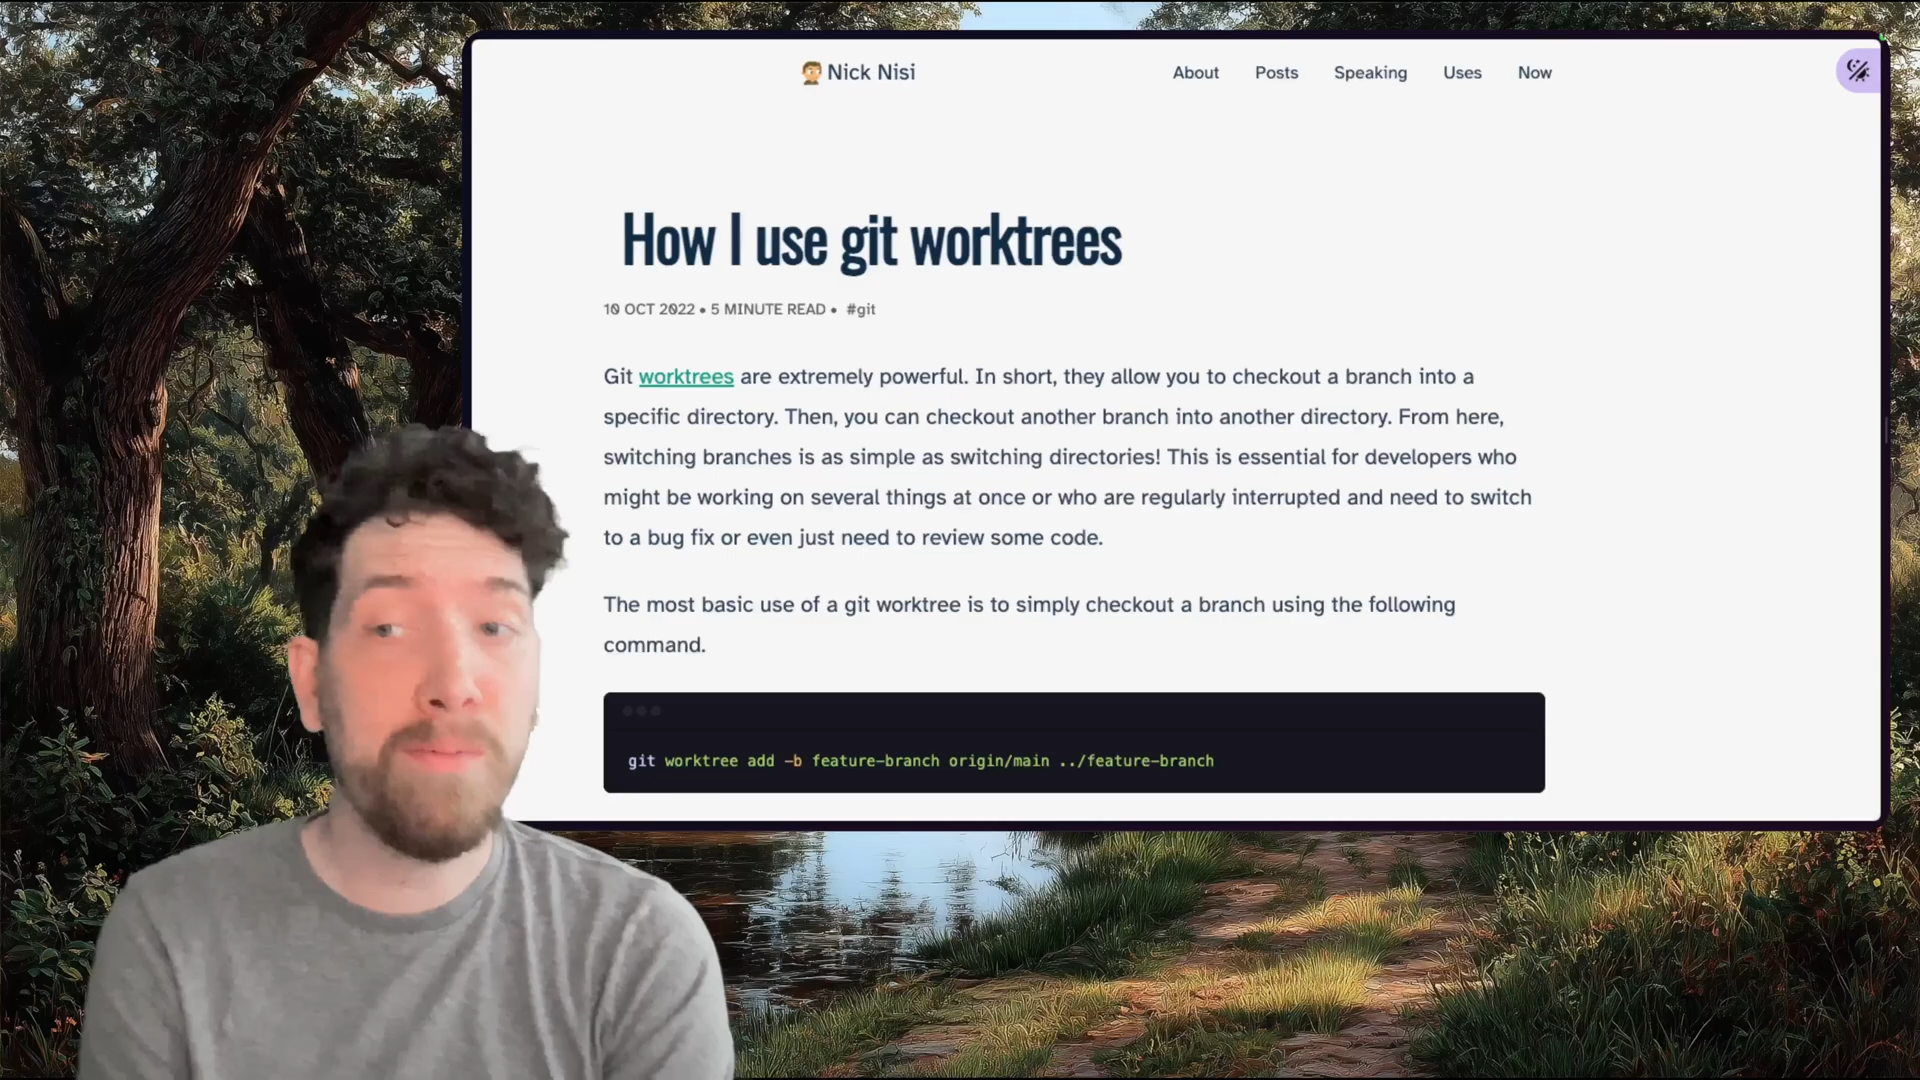 Nick Nisi
About Posts Speaking Uses Now
How I use git worktrees
10 OCT 2022 • 5 MINUTE READ • #git
Git worktrees are extremely powerful. In short, they allow you to checkout a branch into a
specific directory. Then, you can checkout another branch into another directory. From here,
switching branches is as simple as switching directories! This is essential for developers who
might be working on several things at once or who are regularly interrupted and need to switch
to a bug fix or even just need to review some code.
The most basic use of a git worktree is to simply checkout a branch using the following
command.
git worktree add -b feature-branch origin/main ../feature-branch